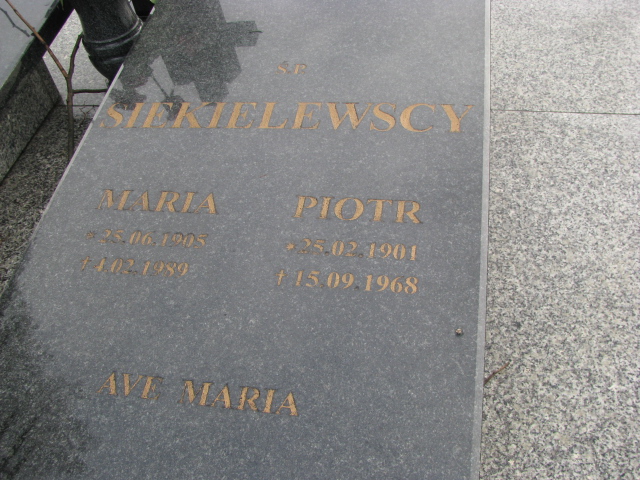 Ś.P.
SIEKIELEWSCY
MARIA PIOTR
*25.06.1905 *25.02.1901
†4.02.1989 †15.09.1968
AVE MARIA